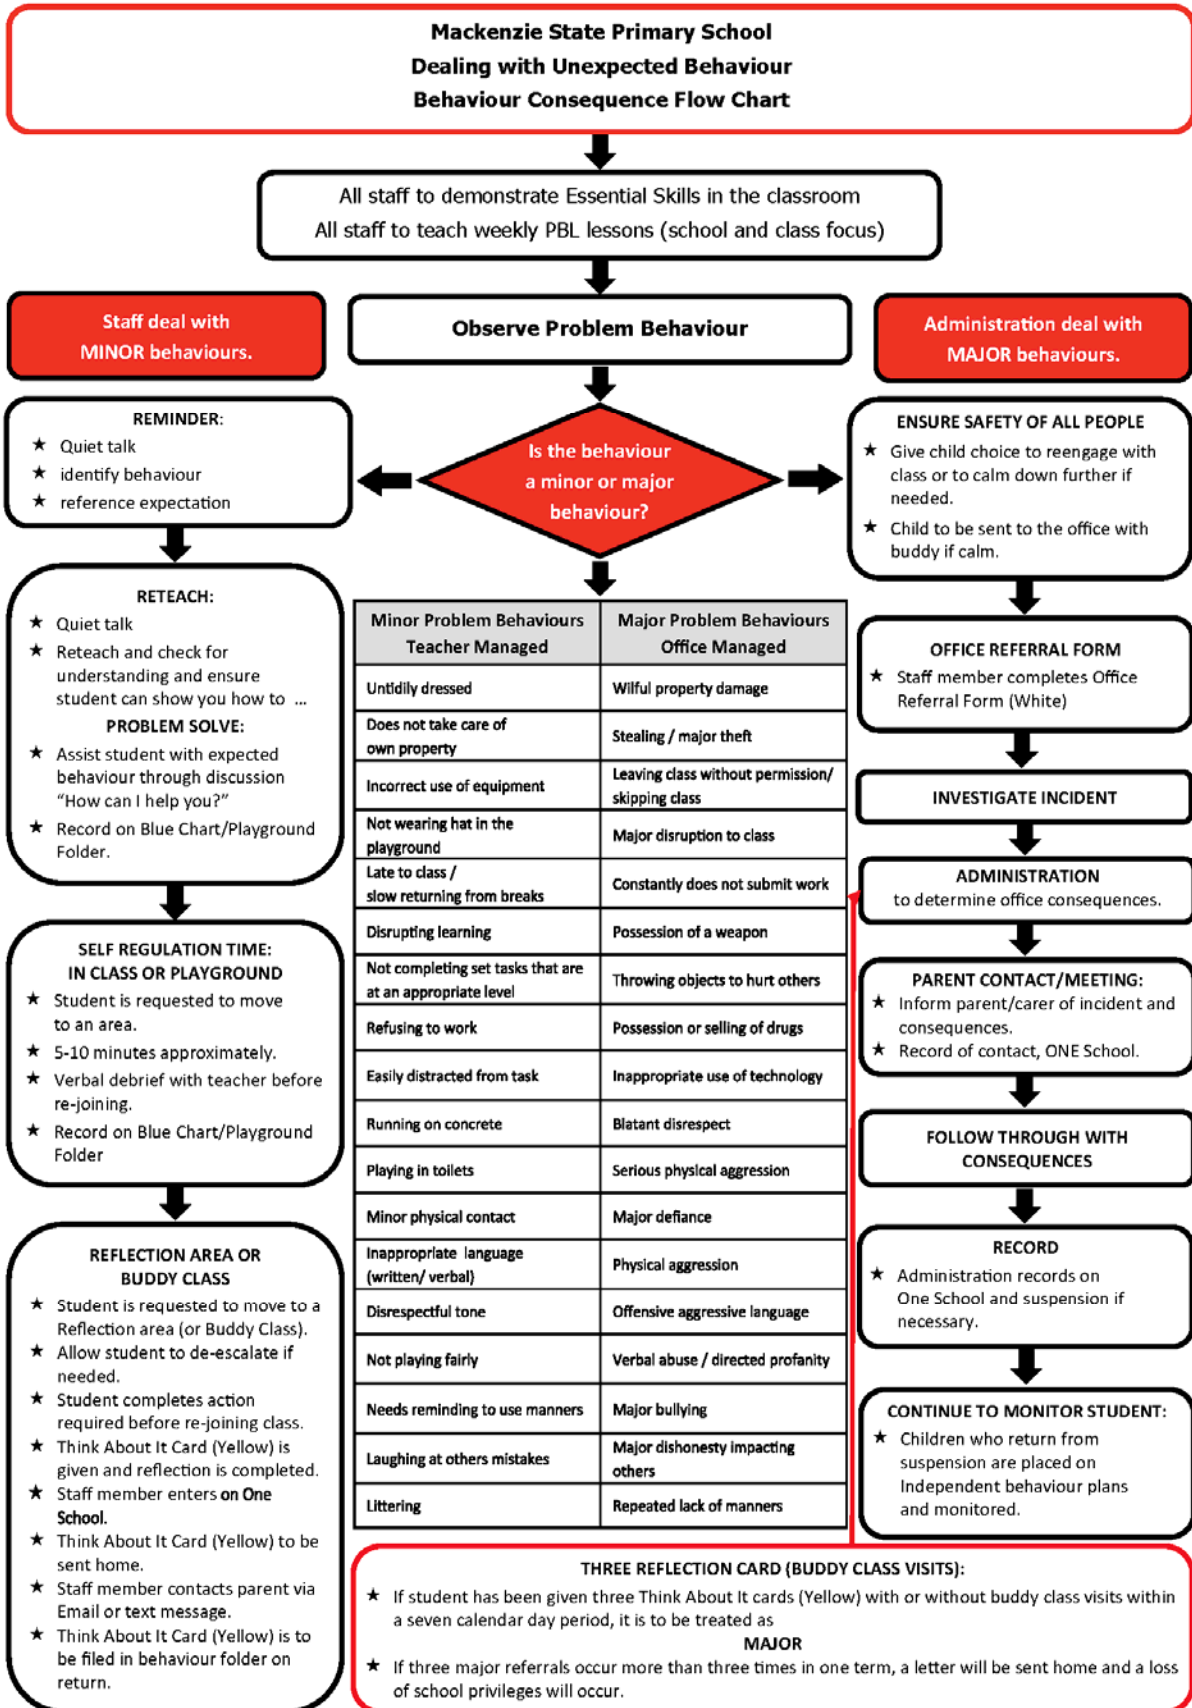 Mackenzie State Primary School
Dealing with Unexpected Behaviour
Behaviour Consequence Flow Chart
All staff to demonstrate Essential Skills in the classroom
All staff to teach weekly PBL lessons (school and class focus)
Staff deal with
MINOR behaviours.
Observe Problem Behaviour
Administration deal with
MAJOR behaviours.
REMINDER:
★ Quiet talk
★ identify behaviour
★ reference expectation
Is the behaviour
a minor or major
behaviour?
ENSURE SAFETY OF ALL PEOPLE
★ Give child choice to reengage with
class or to calm down further if
needed.
★ Child to be sent to the office with
buddy if calm.
RETEACH:
★ Quiet talk
★ Reteach and check for
understanding and ensure
student can show you how to ...
PROBLEM SOLVE:
★ Assist student with expected
behaviour through discussion
“How can I help you?”
★ Record on Blue Chart/Playground
Folder.
SELF REGULATION TIME:
IN CLASS OR PLAYGROUND
★ Student is requested to move
to an area.
★ 5-10 minutes approximately.
★ Verbal debrief with teacher before
re-joining.
★ Record on Blue Chart/Playground
Folder
REFLECTION AREA OR
BUDDY CLASS
★ Student is requested to move to a
Reflection area (or Buddy Class).
★ Allow student to de-escalate if
needed.
★ Student completes action
required before re-joining class.
★ Think About It Card (Yellow) is
given and reflection is completed.
★ Staff member enters on One
School.
★ Think About It Card (Yellow) to be
sent home.
★ Staff member contacts parent via
Email or text message.
★ Think About It Card (Yellow) is to
be filed in behaviour folder on
return.
Minor Problem Behaviours
Teacher Managed
Major Problem Behaviours
Office Managed
Untidily dressed
Wilful property damage
Does not take care of
own property
Stealing / major theft
Incorrect use of equipment
Leaving class without permission/
skipping class
Not wearing hat in the
playground
Major disruption to class
Late to class /
slow returning from breaks
Constantly does not submit work
Disrupting learning
Possession of a weapon
Not completing set tasks that are
at an appropriate level
Throwing objects to hurt others
Refusing to work
Possession or selling of drugs
Easily distracted from task
Inappropriate use of technology
Running on concrete
Blatant disrespect
Playing in toilets
Serious physical aggression
Minor physical contact
Major defiance
Inappropriate language
(written/ verbal)
Physical aggression
Disrespectful tone
Offensive aggressive language
Not playing fairly
Verbal abuse / directed profanity
Needs reminding to use manners
Major bullying
Laughing at others mistakes
Major dishonesty impacting
others
Littering
Repeated lack of manners
OFFICE REFERRAL FORM
★ Staff member completes Office
Referral Form (White)
INVESTIGATE INCIDENT
ADMINISTRATION
to determine office consequences.
PARENT CONTACT/MEETING:
★ Inform parent/carer of incident and
consequences.
★ Record of contact, ONE School.
FOLLOW THROUGH WITH
CONSEQUENCES
RECORD
★ Administration records on
One School and suspension if
necessary.
CONTINUE TO MONITOR STUDENT:
★ Children who return from
suspension are placed on
Independent behaviour plans
and monitored.
THREE REFLECTION CARD (BUDDY CLASS VISITS):
★ If student has been given three Think About It cards (Yellow) with or without buddy class visits within
a seven calendar day period, it is to be treated as
MAJOR
★ If three major referrals occur more than three times in one term, a letter will be sent home and a loss
of school privileges will occur.